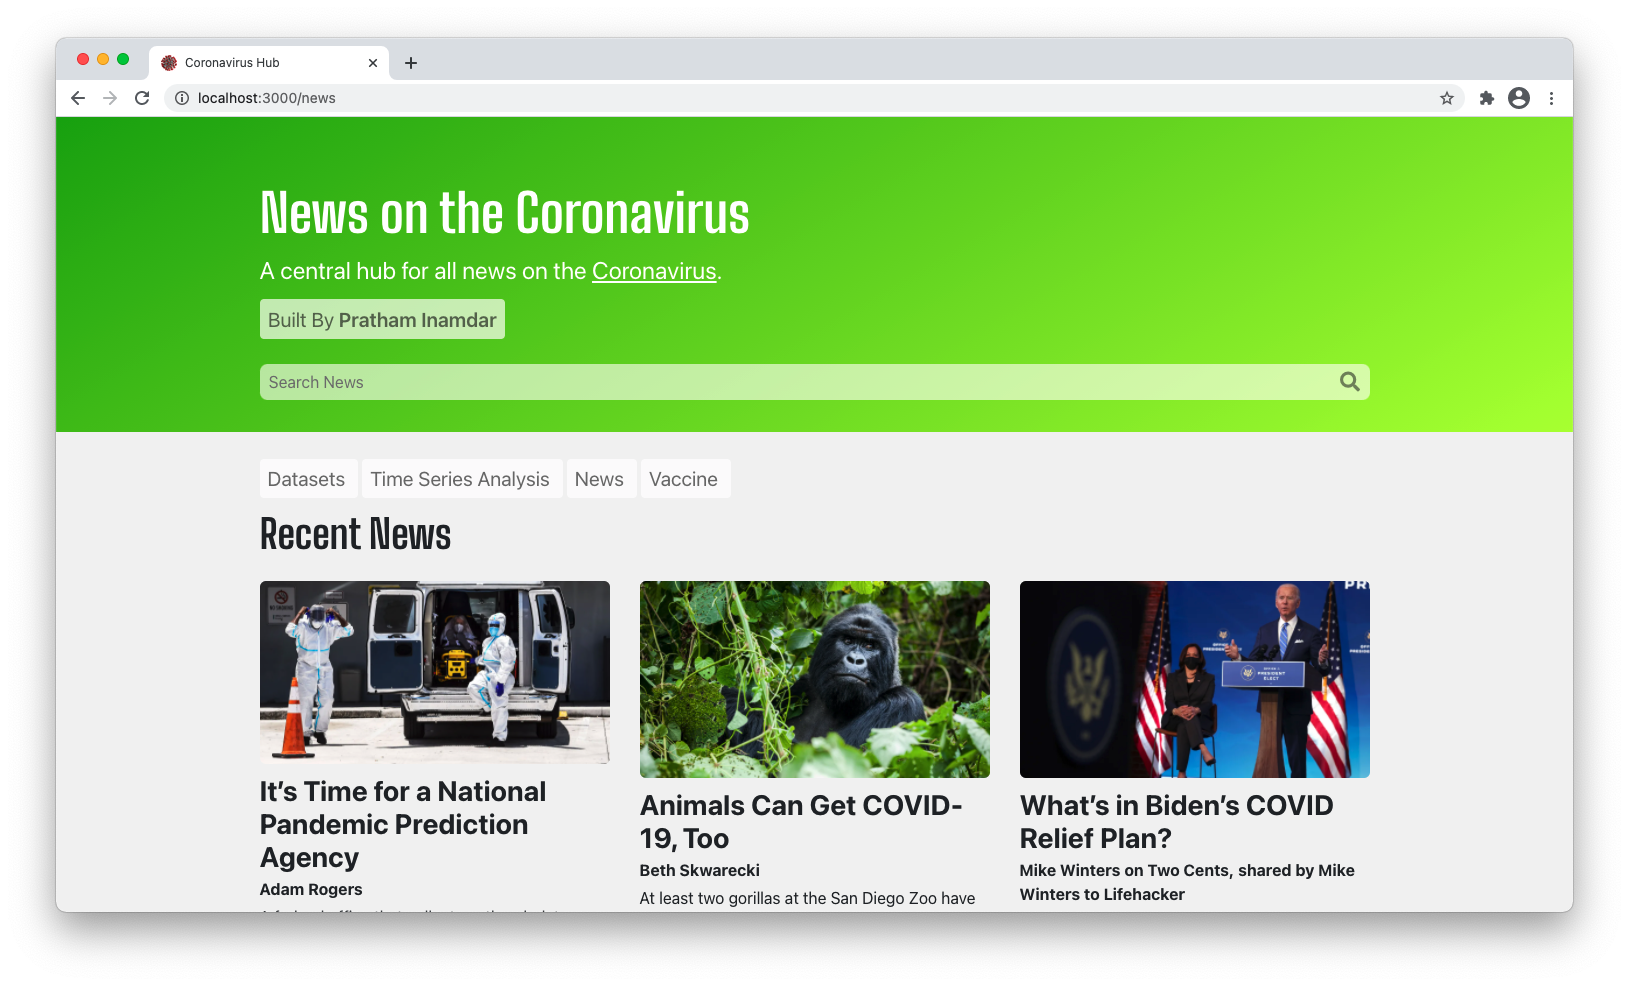 Coronavirus Hub
localhost:3000/news
News on the Coronavirus
A central hub for all news on the Coronavirus.
Built By Pratham Inamdar
Search News
Datasets Time Series Analysis News Vaccine
Recent News
It’s Time for a National
Pandemic Prediction
Agency
Adam Rogers
Animals Can Get COVID-
19, Too
Beth Skwarecki
At least two gorillas at the San Diego Zoo have
PRESIDENT
ELECT
What’s in Biden’s COVID
Relief Plan?
Mike Winters on Two Cents, shared by Mike
Winters to Lifehacker